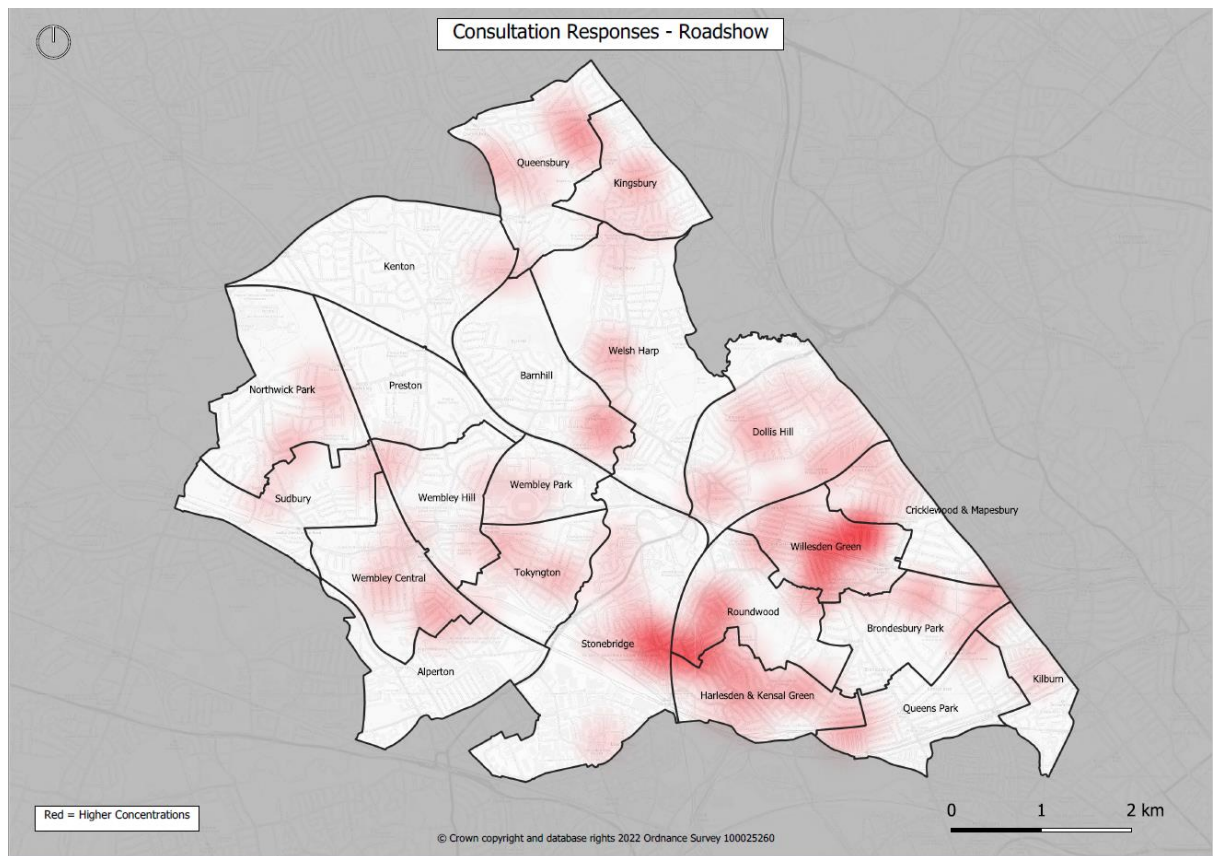 Consultation Responses - Roadshow
Queensbury
Kingsbury
Kenton
Welsh Harp
Barnhill
Preston
Northwick Park
Dollis Hill
Wembley Park
Wembley Hill
Sudbury
Cricklewood & Mapesbury
Willesden Green
Tokyngton
Wembley Central
Roundwood
Brondesbury Park
Stonebridge
Alperton
Kilburn
Harlesden & Kensal Green
Queens Park
0 1 2 km
Red = Higher Concentrations
© Crown copyright and database rights 2022 Ordnance Survey 100025260